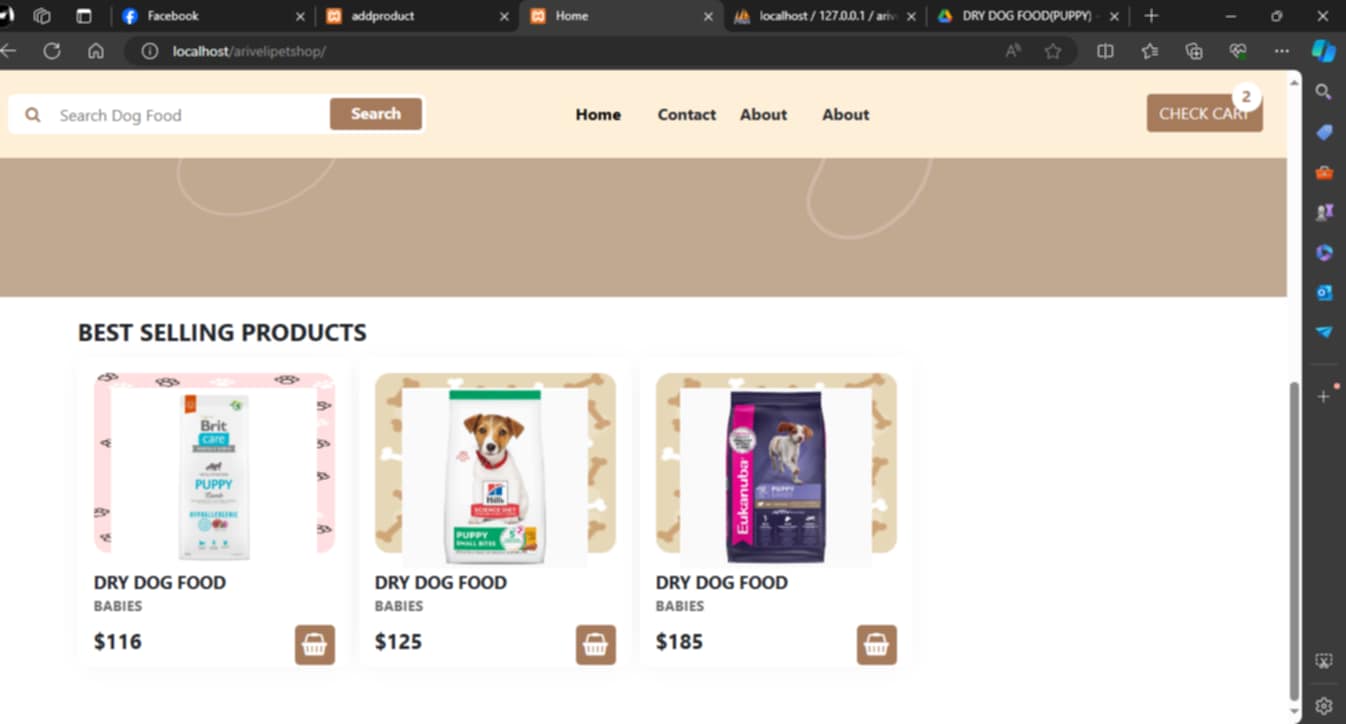 Facebook
addproduct
Home
localhost / 127.0.0.1 / ariv
DRY DOG FOOD(PUPPY) -
localhost/arivelipetshop/
Search Dog Food
Search
Home
Contact
About
About
CHECK CART
2
BEST SELLING PRODUCTS
Brit
care
PUPPY
Lamb
HYPOALLERGENIC
Hill's
SCIENCE DIET
PUPPY
SMALL BITES
Eukanuba
PUPPY
DRY DOG FOOD
BABIES
$116
DRY DOG FOOD
BABIES
$125
DRY DOG FOOD
BABIES
$185